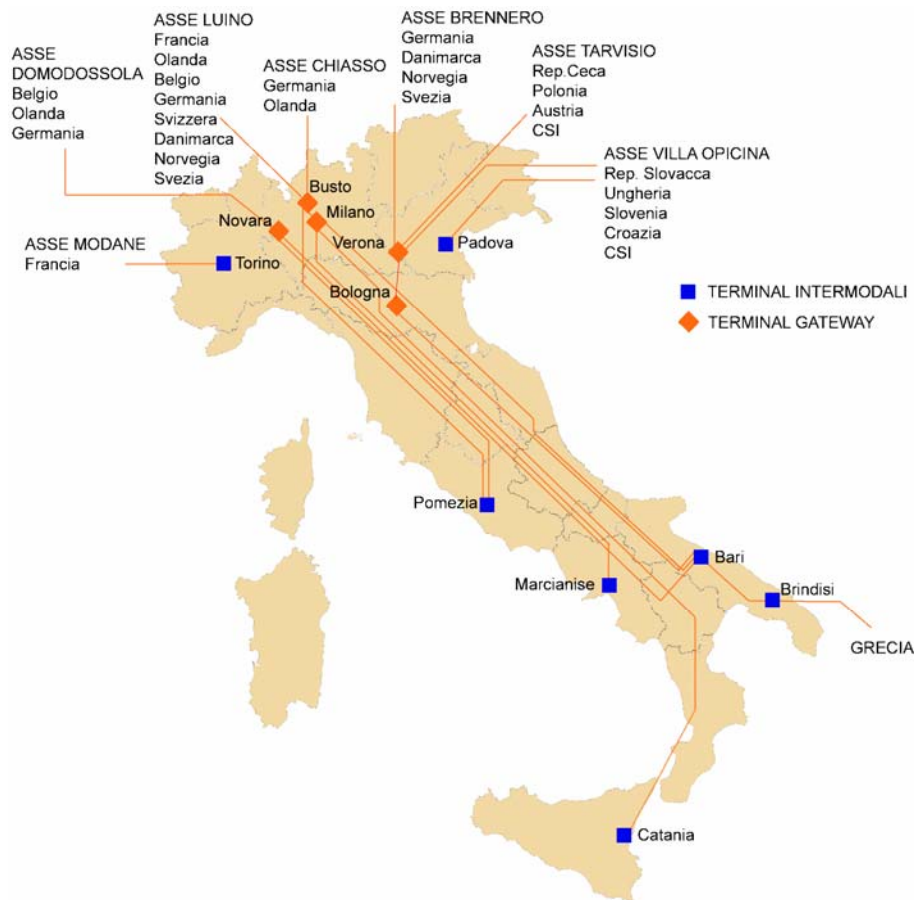 ASSE
DOMODOSSOLA
Belgio
Olanda
Germania
ASSE LUINO
Francia
Olanda
Belgio
Germania
Svizzera
Danimarca
Norvegia
Svezia
ASSE CHIASSO
Germania
Olanda
ASSE BRENNERO
Germania
Danimarca
Norvegia
Svezia
ASSE TARVISIO
Rep.Ceca
Polonia
Austria
CSI
ASSE VILLA OPICINA
Rep. Slovacca
Ungheria
Slovenia
Croazia
CSI
ASSE MODANE
Francia
Busto
Milano
Novara
Verona
Padova
Torino
Bologna
TERMINAL INTERMODALI
TERMINAL GATEWAY
Pomezia
Bari
Marcianise
Brindisi
GRECIA
Catania